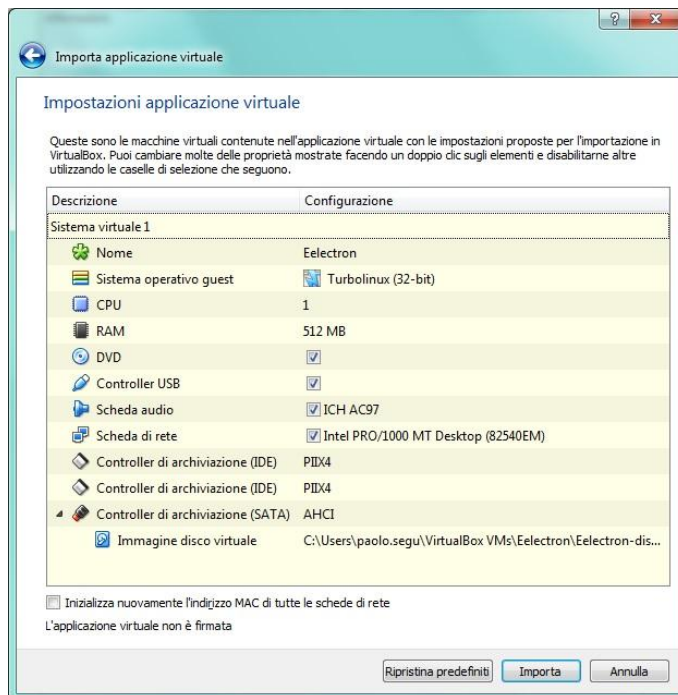 Importa applicazione virtuale
Impostazioni applicazione virtuale
Queste sono le macchine virtuali contenute nell'applicazione virtuale con le impostazioni proposte per l'importazione in
VirtualBox. Puoi cambiare molte delle proprietà mostrate facendo un doppio clic sugli elementi e disabilitarne altre
utilizzando le caselle di selezione che seguono.
Descrizione Configurazione
Sistema virtuale 1
Nome Eelectron
Sistema operativo guest Turbolinux (32-bit)
CPU 1
RAM 512 MB
DVD
Controller USB
Scheda audio ICH AC97
Scheda di rete Intel PRO/1000 MT Desktop (82540EM)
Controller di archiviazione (IDE) PIIX4
Controller di archiviazione (IDE) PIIX4
Controller di archiviazione (SATA) AHCI
Immagine disco virtuale C:\Users\paolo.segu\VirtualBox VMs\Eelectron\Eelectron-dis...
Inizializza nuovamente l'indirizzo MAC di tutte le schede di rete
L'applicazione virtuale non è firmata
Ripristina predefiniti Importa Annulla